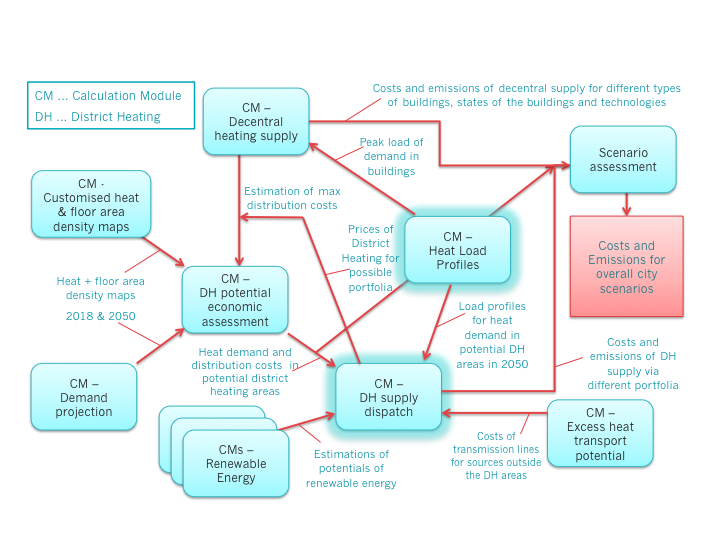 CM ... Calculation Module
DH ... District Heating
CM –
Decentral
heating supply
Costs and emissions of decentral supply for different types
of buildings, states of the buildings and technologies
Peak load of
demand in
buildings
Scenario
assessment
CM -
Customised heat
& floor area
density maps
Estimation of max
distribution costs
Prices of
District
Heating for
possible
portfolia
CM –
Heat Load
Profiles
Costs and
Emissions for
overall city
scenarios
Heat + floor area
density maps
2018 & 2050
CM –
DH potential
economic
assessment
Load profiles
for heat
demand in
potential DH
areas in 2050
Heat demand and
distribution costs in
potential district
heating areas
Costs and
emissions of DH
supply via
different portfolia
CM –
Demand
projection
CM –
DH supply
dispatch
CM –
Excess heat
transport
potential
CMs –
Renewable
Energy
Estimations of
potentials of
renewable energy
Costs of
transmission lines
for sources outside
the DH areas